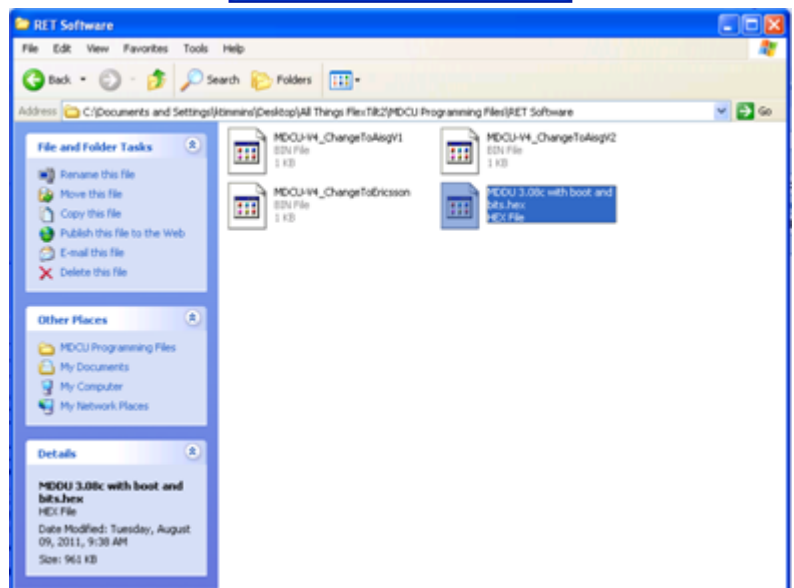 RET Software
File Edit View Favorites Tools Help
Back Search Folders
Address C:\Documents and Settings\ktimmins\Desktop\All Things FlexTilt2\MDCU Programming Files\RET Software Go
File and Folder Tasks
Rename this file
Move this file
Copy this file
Publish this file to the Web
E-mail this file
Delete this file
Other Places
MDCU Programming Files
My Documents
My Computer
My Network Places
Details
MDDU 3.08c with boot and
bits.hex
HEX File
Date Modified: Tuesday, August
09, 2011, 9:38 AM
Size: 961 KB
MDCU-V4_ChangeToAisgV1
BIN File
1 KB
MDCU-V4_ChangeToAisgV2
BIN File
1 KB
MDCU-V4_ChangeToEricsson
BIN File
1 KB
MDDU 3.08c with boot and
bits.hex
HEX File